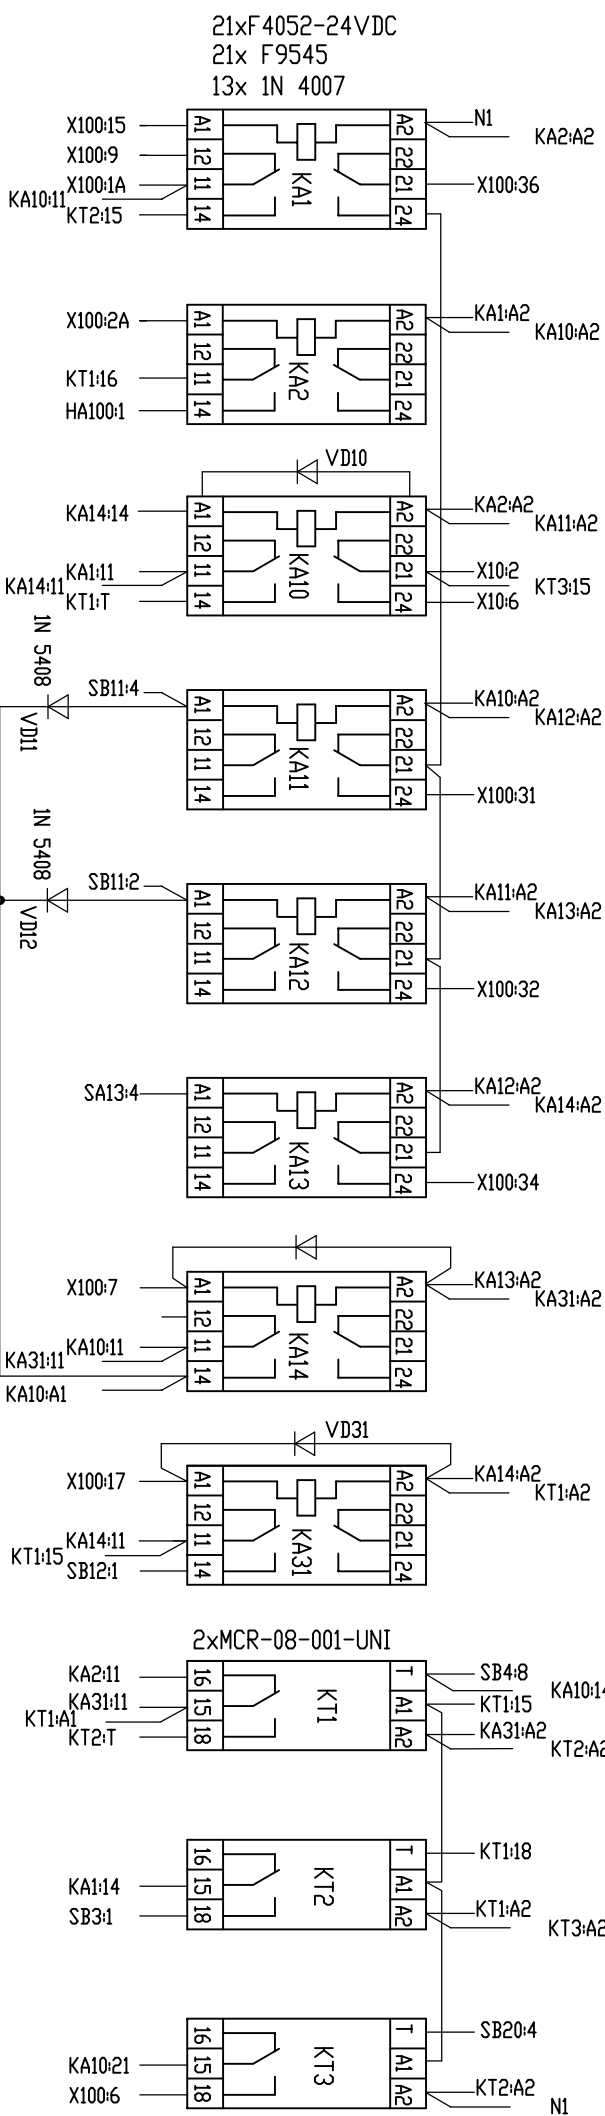 21xF4052-24VDC
21x F9545
13x 1N 4007
X100:15 A1 A2 N1
KA2:A2
X100:9 12 22
X100:1A 11 KA1 21 X100:36
KA10:11
KT2:15 14 24
X100:2A A1 A2 KA1:A2
KA10:A2
12 22
KT1:16 11 KA2 21
HA100:1 14 24
VD10
KA14:14 A1 A2 KA2:A2
KA11:A2
12 22
KA1:11 11 KA10 21 X10:2
KA14:11 KT3:15
KT1:T 14 24 X10:6
1N 5408
VD11
SB11:4 A1 A2 KA10:A2
KA12:A2
12 22
11 KA11 21
14 24 X100:31
1N 5408
VD12
SB11:2 A1 A2 KA11:A2
KA13:A2
12 22
11 KA12 21
14 24 X100:32
SA13:4 A1 A2 KA12:A2
KA14:A2
12 22
11 KA13 21
14 24 X100:34
X100:7 A1 A2 KA13:A2
KA31:A2
12 22
KA10:11 11 KA14 21
KA31:11
14 24
KA10:A1
VD31
X100:17 A1 A2 KA14:A2
KT1:A2
12 22
KA14:11 11 KA31 21
KT1:15
SB12:1 14 24
2xMCR-08-001-UNI
KA2:11 16 T SB4:8
KA10:14
KA31:11 15 KT1 A1 KT1:15
KT1:A1
KT2:T 18 A2 KA31:A2
KT2:A2
16 T KT1:18
KA1:14 15 KT2 A1
SB3:1 18 A2 KT1:A2
KT3:A2
16 T SB20:4
KA10:21 15 KT3 A1
X100:6 18 A2 KT2:A2
N1